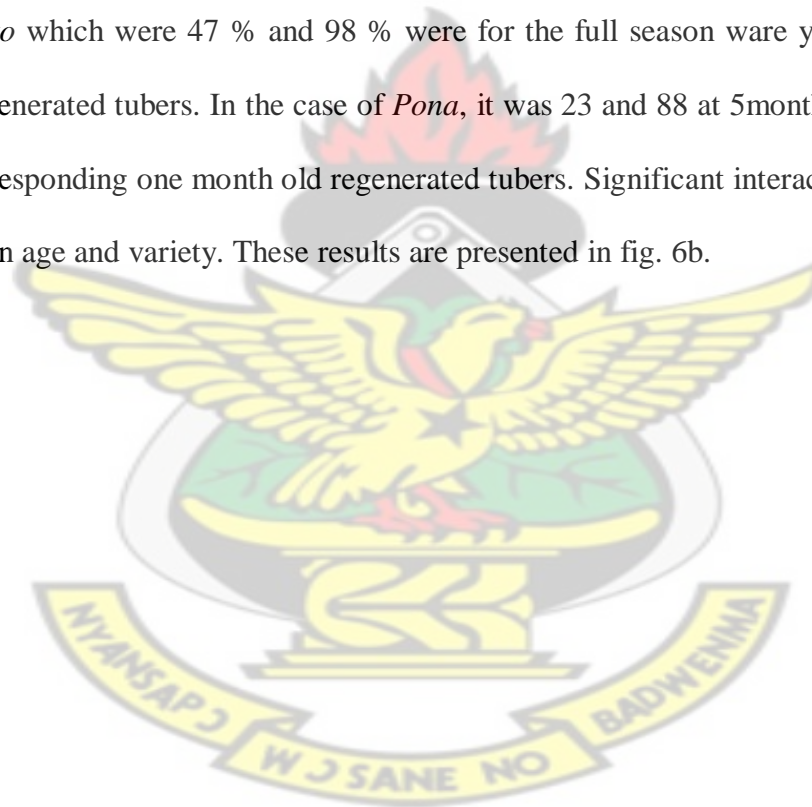 o which were 47 % and 98 % were for the full season ware y
enerated tubers. In the case of Pona, it was 23 and 88 at 5mont
esponding one month old regenerated tubers. Significant interac
n age and variety. These results are presented in fig. 6b.
NYANSAPƆ
WƆSANE NO
BADWENMA